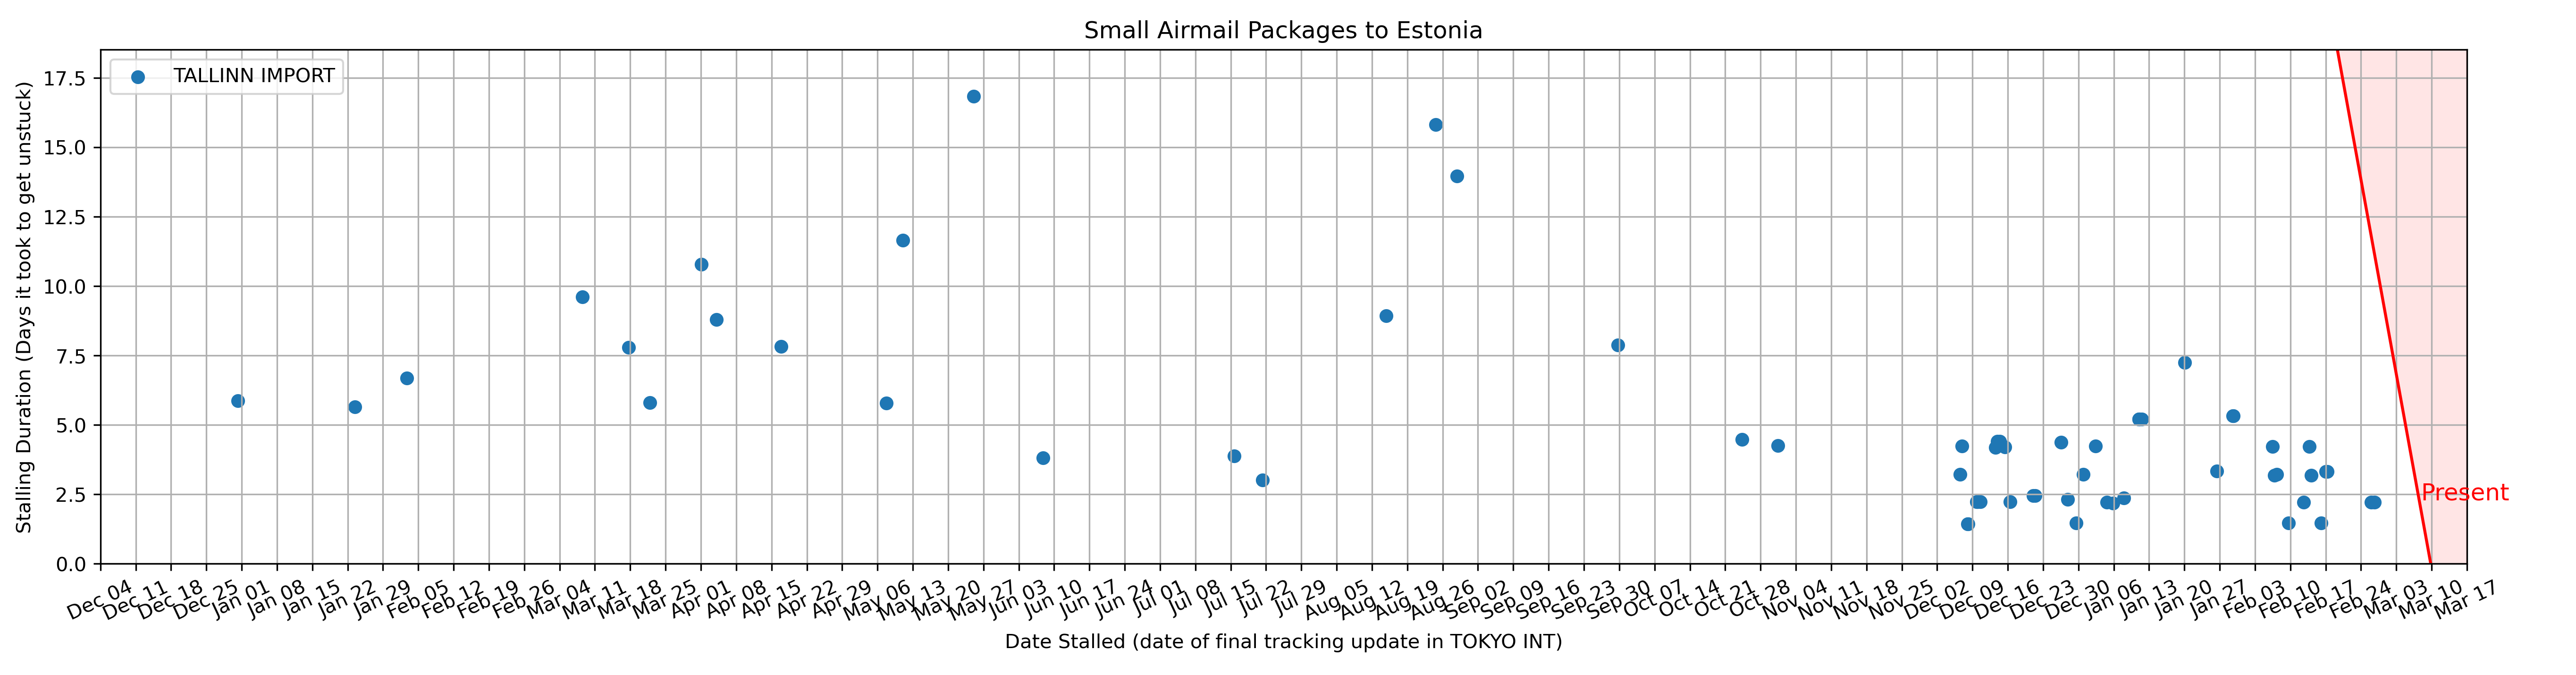 Small Airmail Packages to Estonia
TALLINN IMPORT
Stalling Duration (Days it took to get unstuck)
17.5
15.0
12.5
10.0
7.5
5.0
2.5
0.0
Present
Dec 04
Dec 11
Dec 18
Dec 25
Jan 01
Jan 08
Jan 15
Jan 22
Jan 29
Feb 05
Feb 12
Feb 19
Feb 26
Mar 04
Mar 11
Mar 18
Mar 25
Apr 01
Apr 08
Apr 15
Apr 22
Apr 29
May 06
May 13
May 20
May 27
Jun 03
Jun 10
Jun 17
Jun 24
Jul 01
Jul 08
Jul 15
Jul 22
Jul 29
Aug 05
Aug 12
Aug 19
Aug 26
Sep 02
Sep 09
Sep 16
Sep 23
Sep 30
Oct 07
Oct 14
Oct 21
Oct 28
Nov 04
Nov 11
Nov 18
Nov 25
Dec 02
Dec 09
Dec 16
Dec 23
Dec 30
Jan 06
Jan 13
Jan 20
Jan 27
Feb 03
Feb 10
Feb 17
Feb 24
Mar 03
Mar 10
Mar 17
Date Stalled (date of final tracking update in TOKYO INT)